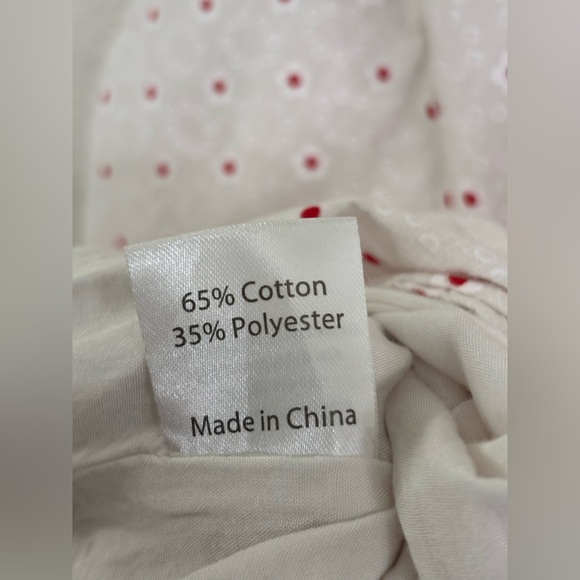 65% Cotton
35% Polyester
Made in China